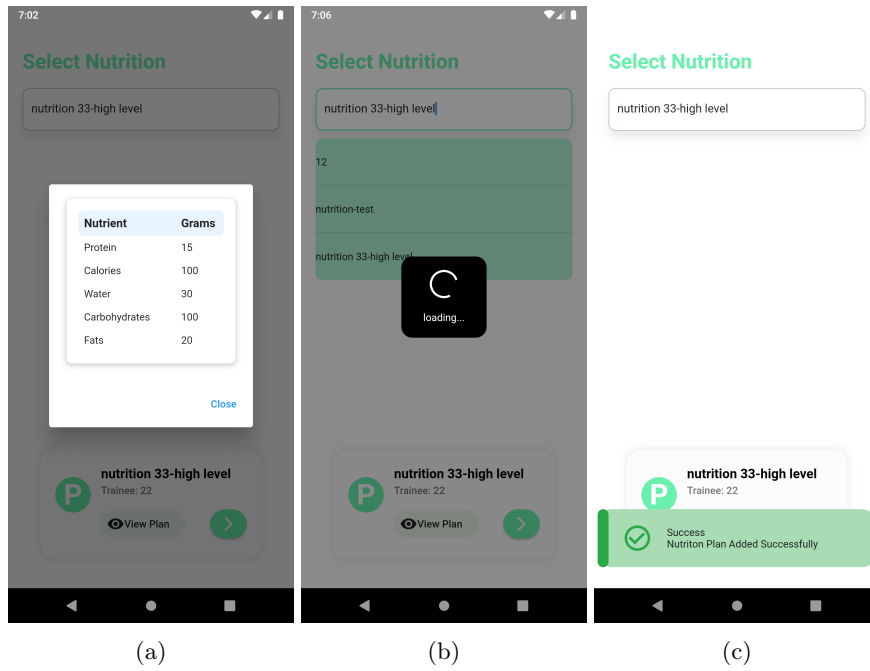 7:02
Select Nutrition
nutrition 33-high level
Nutrient Grams
Protein 15
Calories 100
Water 30
Carbohydrates 100
Fats 20
Close
nutrition 33-high level
P
Trainee: 22
View Plan
(a)
7:06
Select Nutrition
nutrition 33-high level
12
nutrition-test
nutrition 33-high level
loading...
nutrition 33-high level
P
Trainee: 22
View Plan
(b)
Select Nutrition
nutrition 33-high level
nutrition 33-high level
P
Trainee: 22
Success
Nutriton Plan Added Successfully
(c)